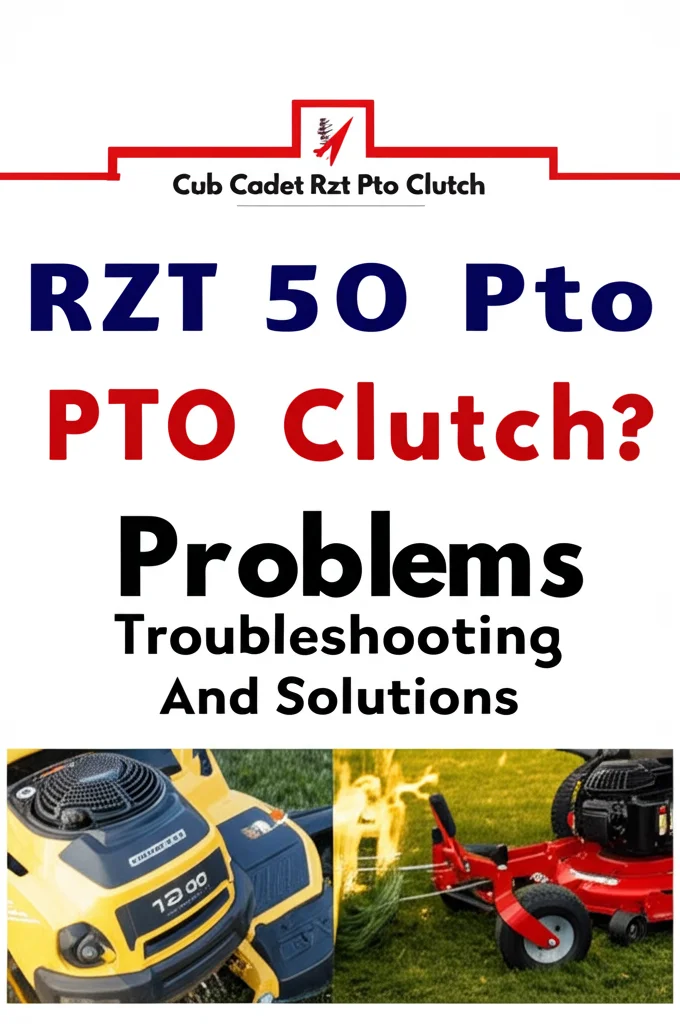 Cub Cadet Rzt Pto Clutch
RZT 50 Pto
PTO Clutch?
Problems
Troubleshooting
And Solutions